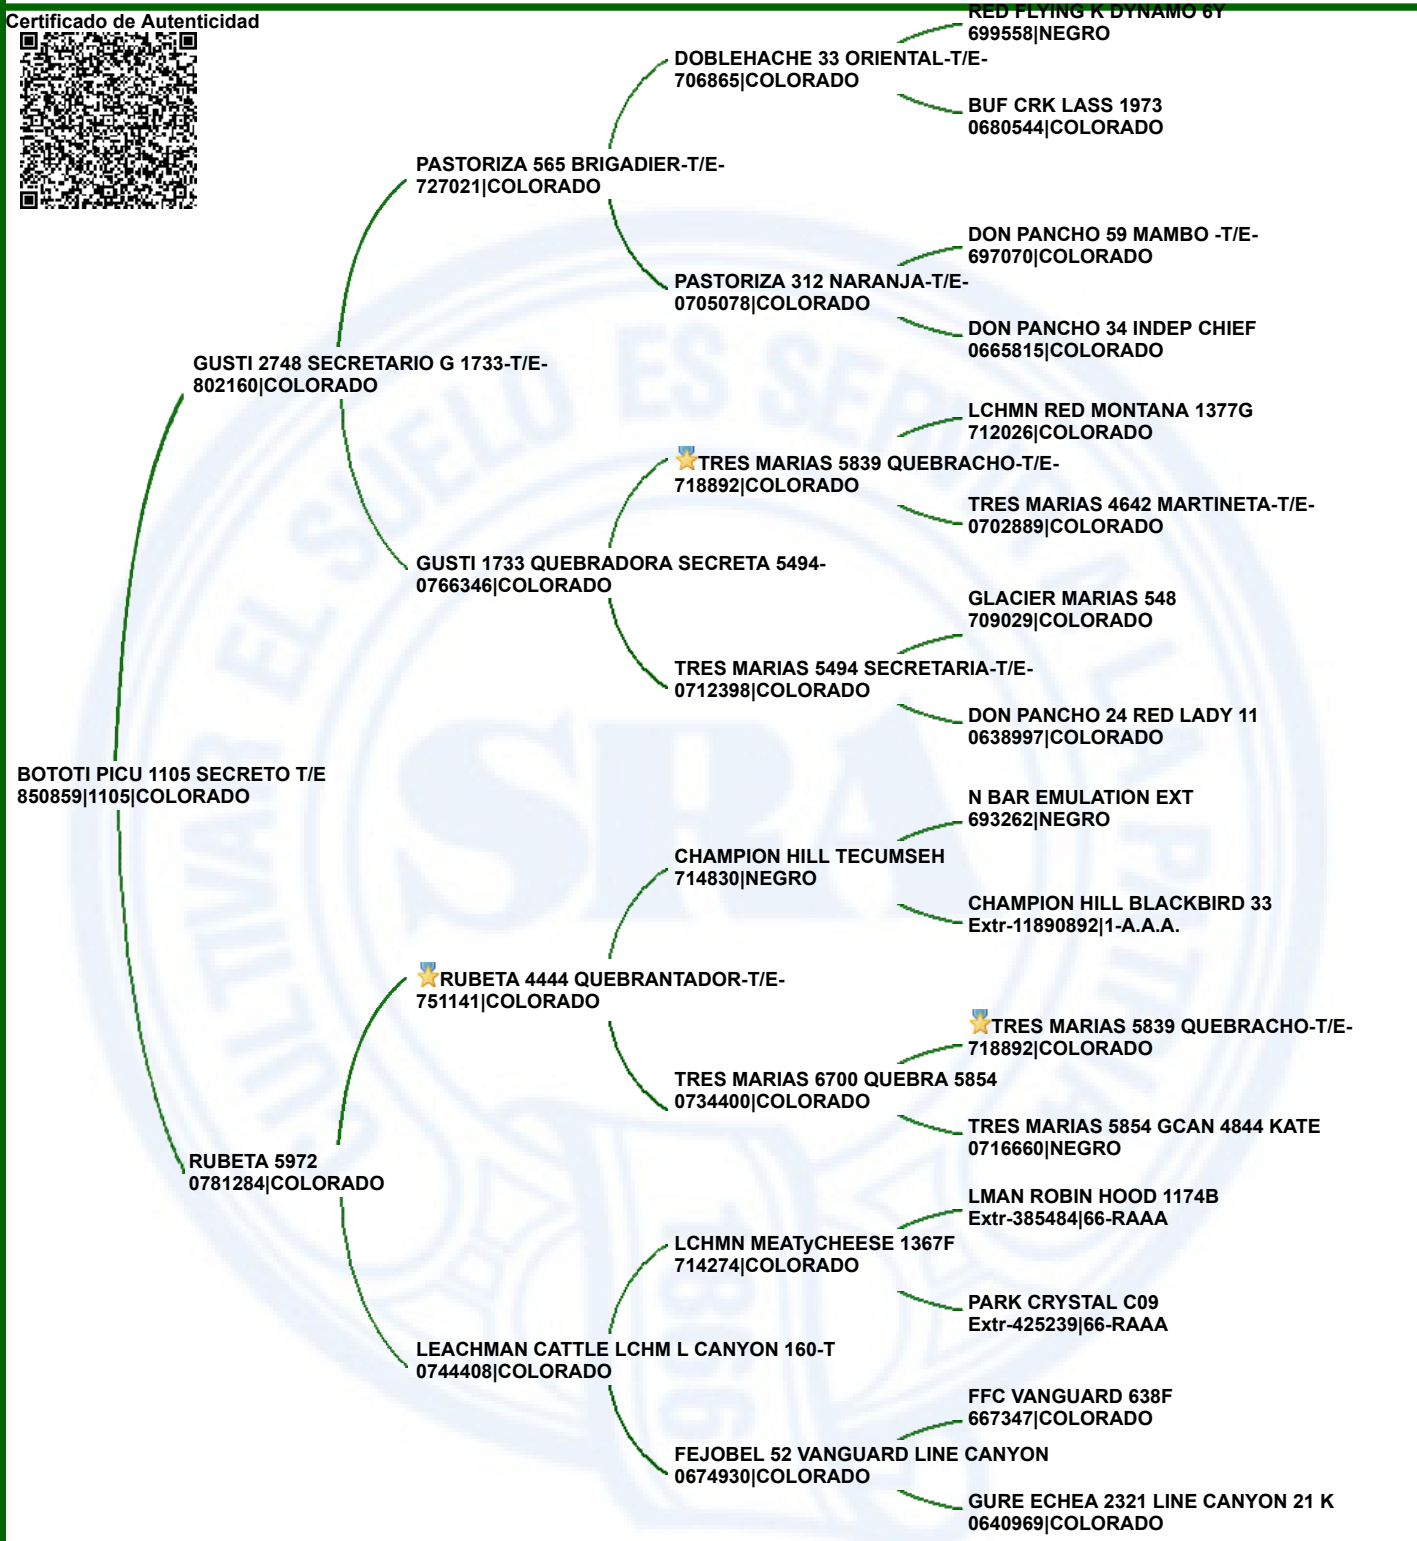 Certificado de Autenticidad
RED FLYING K DYNAMO 6Y
699558|NEGRO
DOBLEHACHE 33 ORIENTAL-T/E-
706865|COLORADO
BUF CRK LASS 1973
0680544|COLORADO
PASTORIZA 565 BRIGADIER-T/E-
727021|COLORADO
DON PANCHO 59 MAMBO -T/E-
697070|COLORADO
PASTORIZA 312 NARANJA-T/E-
0705078|COLORADO
DON PANCHO 34 INDEP CHIEF
0665815|COLORADO
GUSTI 2748 SECRETARIO G 1733-T/E-
802160|COLORADO
LCHMN RED MONTANA 1377G
712026|COLORADO
TRES MARIAS 5839 QUEBRACHO-T/E-
718892|COLORADO
TRES MARIAS 4642 MARTINETA-T/E-
0702889|COLORADO
GUSTI 1733 QUEBRADORA SECRETA 5494-
0766346|COLORADO
GLACIER MARIAS 548
709029|COLORADO
TRES MARIAS 5494 SECRETARIA-T/E-
0712398|COLORADO
DON PANCHO 24 RED LADY 11
0638997|COLORADO
BOTOTI PICU 1105 SECRETO T/E
850859|1105|COLORADO
N BAR EMULATION EXT
693262|NEGRO
CHAMPION HILL TECUMSEH
714830|NEGRO
CHAMPION HILL BLACKBIRD 33
Extr-11890892|1-A.A.A.
RUBETA 4444 QUEBRANTADOR-T/E-
751141|COLORADO
TRES MARIAS 5839 QUEBRACHO-T/E-
718892|COLORADO
TRES MARIAS 6700 QUEBRA 5854
0734400|COLORADO
TRES MARIAS 5854 GCAN 4844 KATE
0716660|NEGRO
RUBETA 5972
0781284|COLORADO
LMAN ROBIN HOOD 1174B
Extr-385484|66-RAAA
LCHMN MEATyCHEESE 1367F
714274|COLORADO
PARK CRYSTAL C09
Extr-425239|66-RAAA
LEACHMAN CATTLE LCHM L CANYON 160-T
0744408|COLORADO
FFC VANGUARD 638F
667347|COLORADO
FEJOBEL 52 VANGUARD LINE CANYON
0674930|COLORADO
GURE ECHEA 2321 LINE CANYON 21 K
0640969|COLORADO
CULTIVAR EL SUELO ES SERVIR A LA PATRIA
SRA
1866